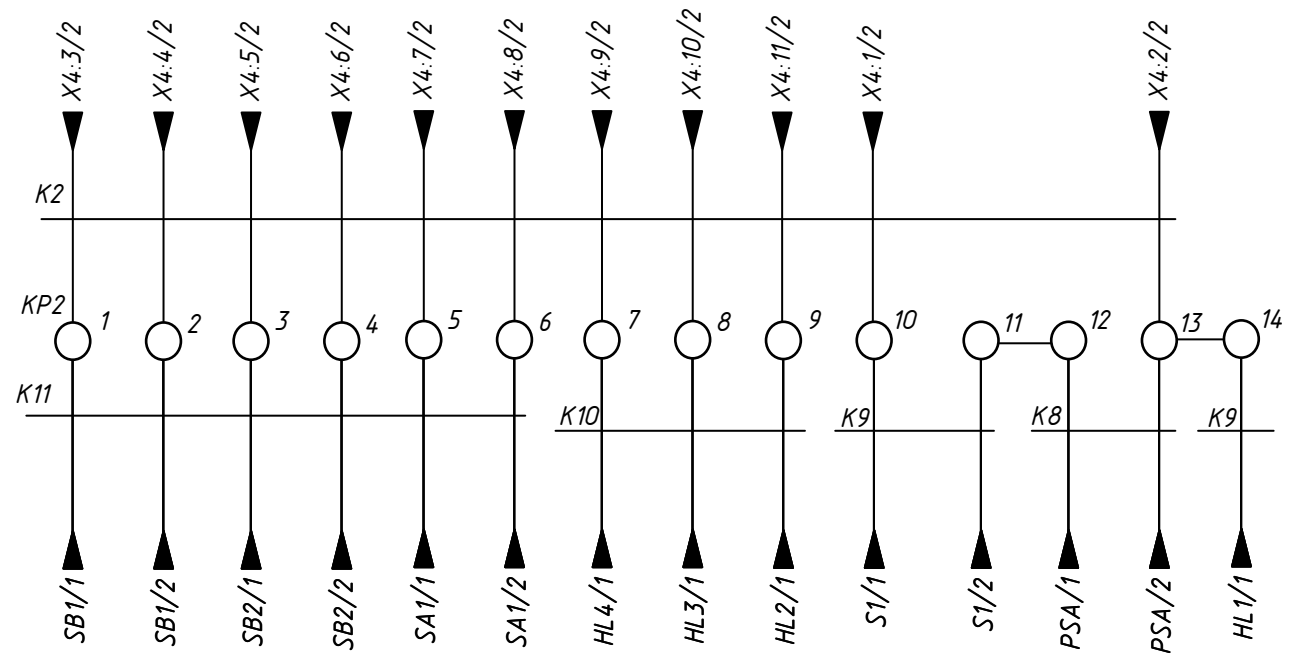 X4:3/2 X4:4/2 X4:5/2 X4:6/2 X4:7/2 X4:8/2 X4:9/2 X4:10/2 X4:11/2 X4:1/2 X4:2/2
K2
KP2 1 2 3 4 5 6 7 8 9 10 11 12 13 14
K11 K10 K9 K8 K9
SB1/1 SB1/2 SB2/1 SB2/2 SA1/1 SA1/2 HL4/1 HL3/1 HL2/1 S1/1 S1/2 PSA/1 PSA/2 HL1/1